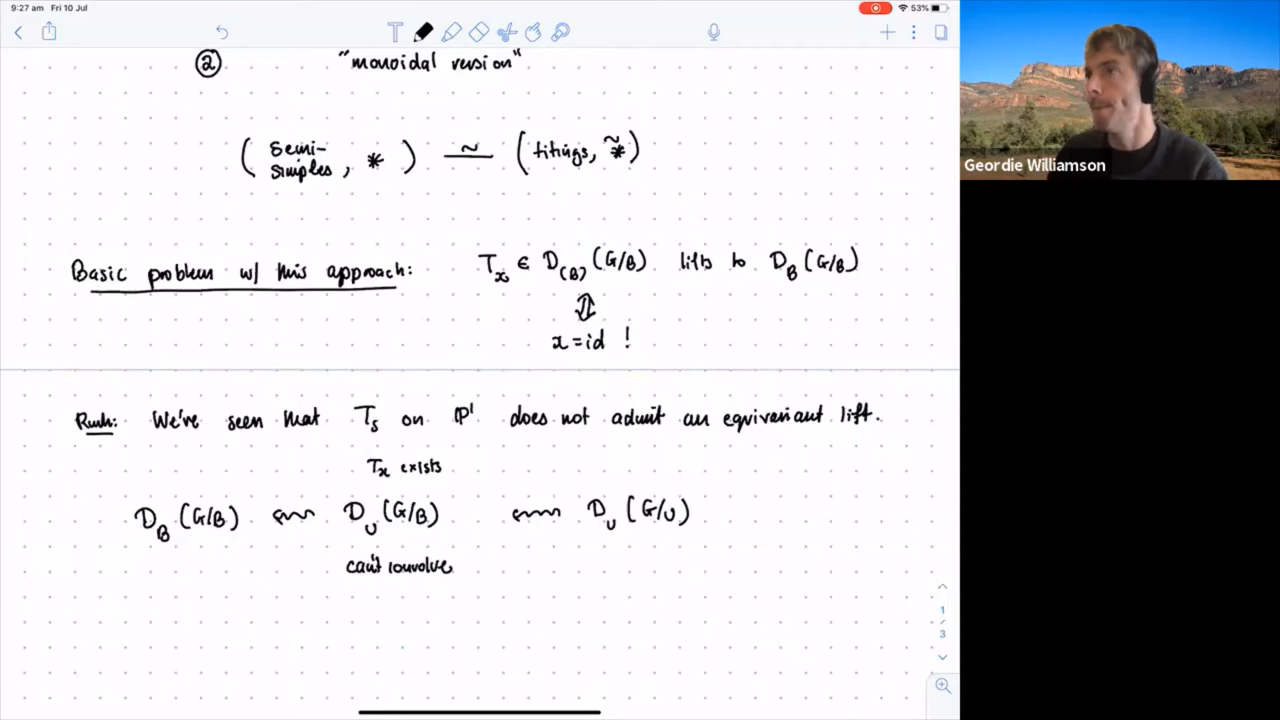 9:27 am Fri 10 Jul
53%
② "monoidal version"
( semi-simples, * ) ~ ( tiltings, *̃ )
Basic problem w/ this approach: T_x ∈ D_(B)(G/B) lifts to D_B(G/B)
⇕
x = id !
Rmk: We've seen that T_s on P¹ does not admit an equivariant lift.
T_x exists
D_B(G/B) D_U(G/B) D_U(G/U)
can't convolve
1
/
3
Geordie Williamson